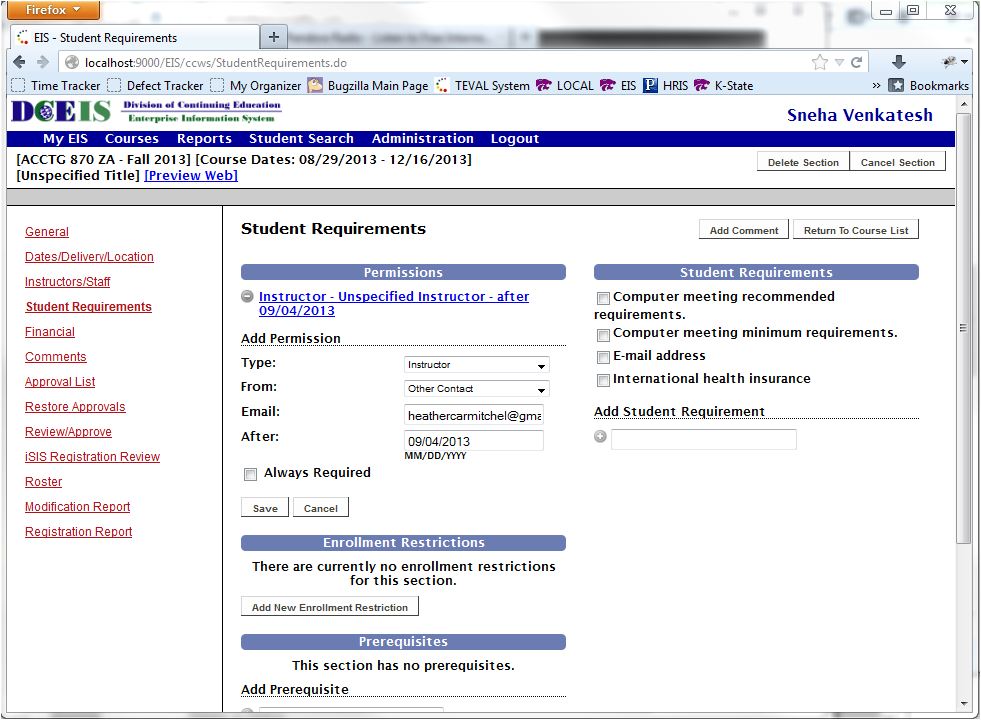 Firefox
EIS - Student Requirements
localhost:9000/EIS/ccws/StudentRequirements.do
Time Tracker Defect Tracker My Organizer Bugzilla Main Page TEVAL System LOCAL EIS P HRIS K-State » Bookmarks
DCEIS Division of Continuing Education
Enterprise Information System
Sneha Venkatesh
My EIS Courses Reports Student Search Administration Logout
[ACCTG 870 ZA - Fall 2013] [Course Dates: 08/29/2013 - 12/16/2013]
[Unspecified Title] [Preview Web]
Delete Section Cancel Section
General
Dates/Delivery/Location
Instructors/Staff
Student Requirements
Financial
Comments
Approval List
Restore Approvals
Review/Approve
iSIS Registration Review
Roster
Modification Report
Registration Report
Student Requirements
Add Comment Return To Course List
Permissions
Instructor - Unspecified Instructor - after
09/04/2013
Add Permission
Type: Instructor
From: Other Contact
Email: heathercarmitchel@gma
After: 09/04/2013
MM/DD/YYYY
Always Required
Save Cancel
Enrollment Restrictions
There are currently no enrollment restrictions
for this section.
Add New Enrollment Restriction
Prerequisites
This section has no prerequisites.
Add Prerequisite
Student Requirements
Computer meeting recommended
requirements.
Computer meeting minimum requirements.
E-mail address
International health insurance
Add Student Requirement